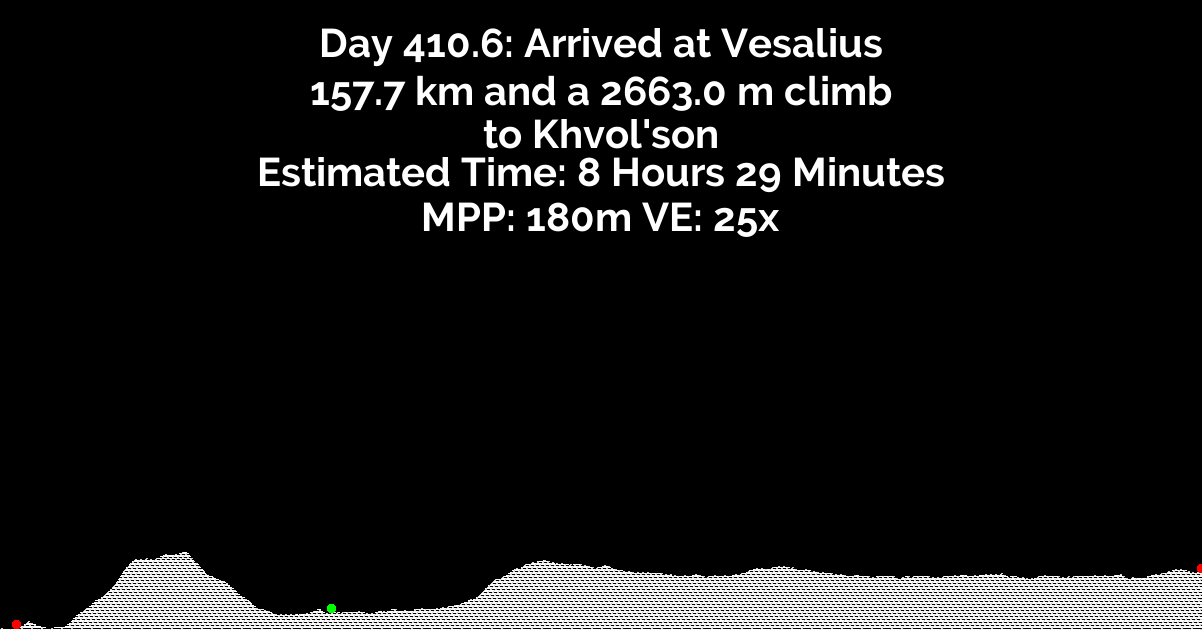 Day 410.6: Arrived at Vesalius
157.7 km and a 2663.0 m climb
to Khvol'son
Estimated Time: 8 Hours 29 Minutes
MPP: 180m VE: 25x